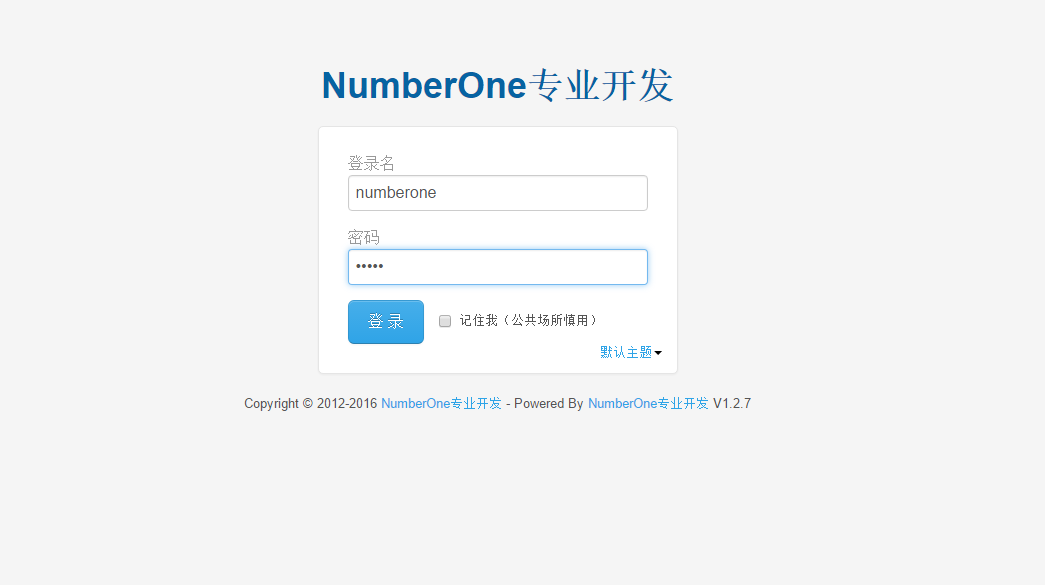 NumberOne专业开发
登录名
numberone
密码
•••••
登 录 记住我（公共场所慎用）
默认主题
Copyright © 2012-2016 NumberOne专业开发 - Powered By NumberOne专业开发 V1.2.7